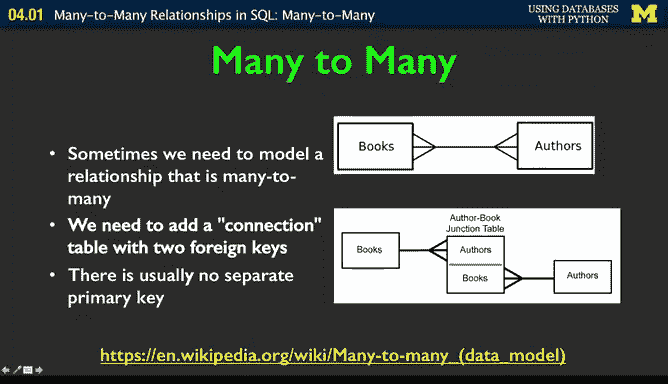 04.01 Many-to-Many Relationships in SQL: Many-to-Many
USING DATABASES
WITH PYTHON
M
Many to Many
• Sometimes we need to model a
relationship that is many-to-
many
• We need to add a "connection"
table with two foreign keys
• There is usually no separate
primary key
Books
Authors
Author-Book
Junction Table
Books
Authors
Books
Authors
https://en.wikipedia.org/wiki/Many-to-many_(data_model)